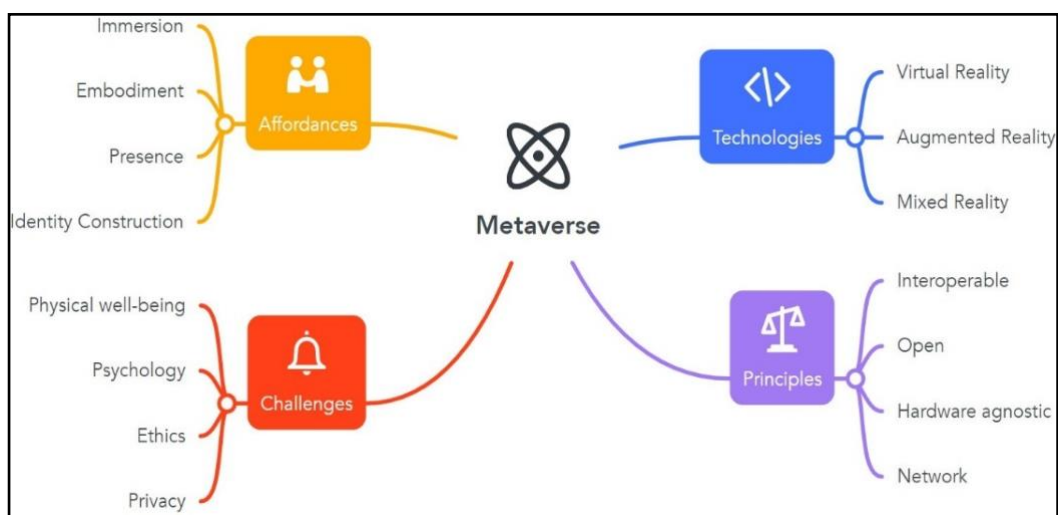 Immersion
Embodiment
Presence
Identity Construction
Affordances
Metaverse
Technologies
Virtual Reality
Augmented Reality
Mixed Reality
Physical well-being
Psychology
Ethics
Privacy
Challenges
Principles
Interoperable
Open
Hardware agnostic
Network